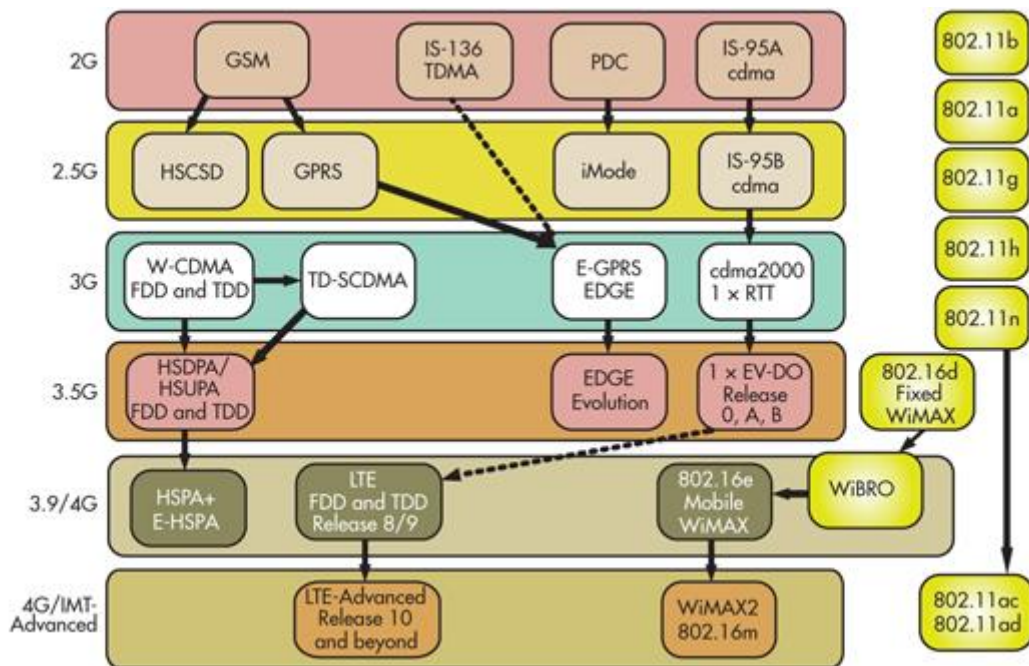 2G
GSM
IS-136
TDMA
PDC
IS-95A
cdma
802.11b
802.11a
2.5G
HSCSD
GPRS
iMode
IS-95B
cdma
802.11g
802.11h
3G
W-CDMA
FDD and TDD
TD-SCDMA
E-GPRS
EDGE
cdma2000
1 × RTT
802.11n
3.5G
HSDPA/
HSUPA
FDD and TDD
EDGE
Evolution
1 × EV-DO
Release
0, A, B
802.16d
Fixed
WiMAX
3.9/4G
HSPA+
E-HSPA
LTE
FDD and TDD
Release 8/9
802.16e
Mobile
WiMAX
WiBRO
4G/IMT-
Advanced
LTE-Advanced
Release 10
and beyond
WiMAX2
802.16m
802.11ac
802.11ad